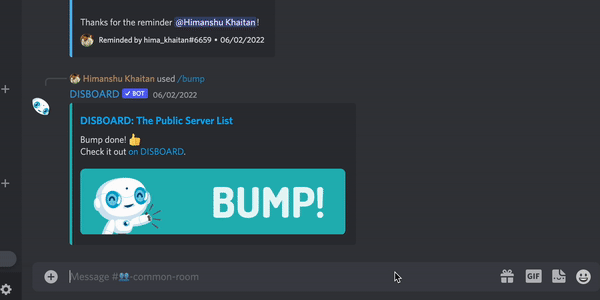 Thanks for the reminder @Himanshu Khaitan!
Reminded by hima_khaitan#6659 • 06/02/2022
Himanshu Khaitan used /bump
DISBOARD ✓ BOT 06/02/2022
DISBOARD: The Public Server List
Bump done! 👍
Check it out on DISBOARD.
BUMP!
Message #👥-common-room
GIF